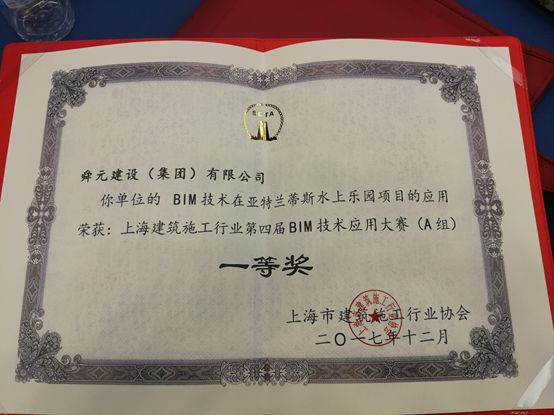 舜元建设（集团）有限公司
你单位的 BIM技术在亚特兰蒂斯水上乐园项目的应用
荣获：上海建筑施工行业第四届BIM技术应用大赛（A组）
一等奖
上海市建筑施工行业协会
二〇一七年十二月